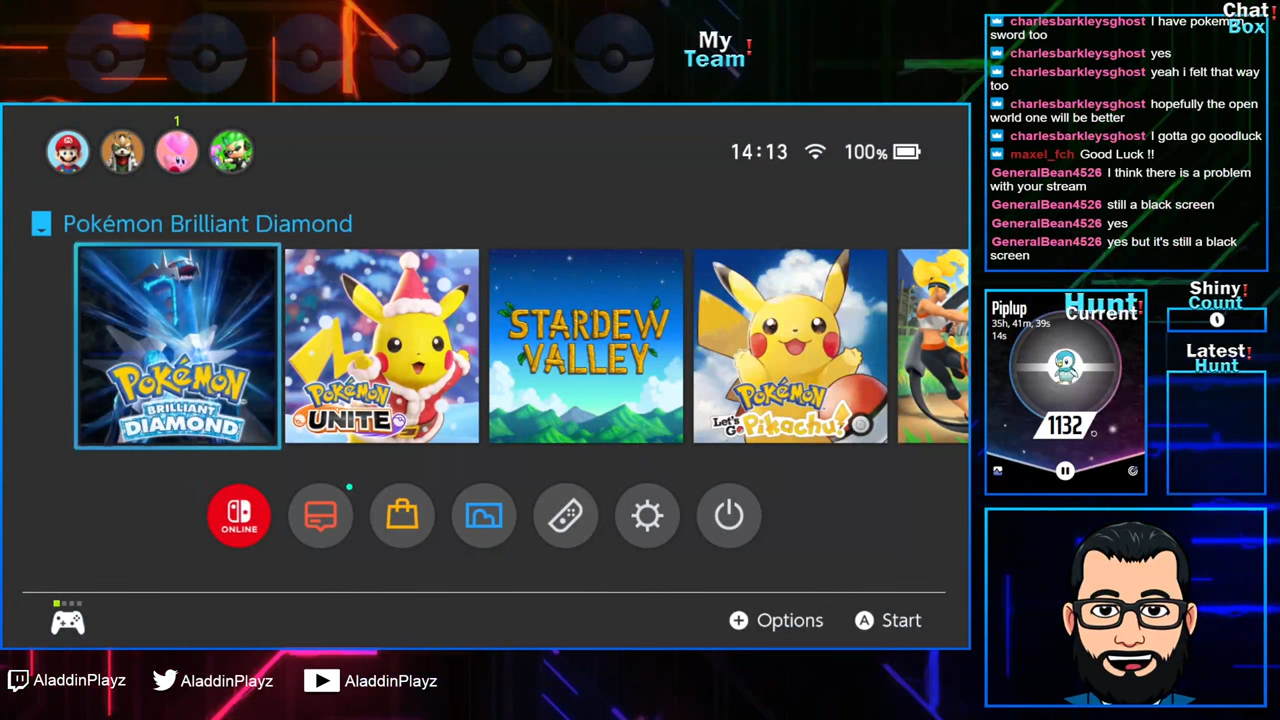 My
Team!
Chat!
Box
charlesbarkleysghost I have pokemon
sword too
charlesbarkleysghost yes
charlesbarkleysghost yeah i felt that way
too
charlesbarkleysghost hopefully the open
world one will be better
charlesbarkleysghost I gotta go goodluck
maxel_fch Good Luck !!
GeneralBean4526 I think there is a problem
with your stream
GeneralBean4526 still a black screen
GeneralBean4526 yes
GeneralBean4526 yes but it's still a black
screen
1
14:13 100%
Pokémon Brilliant Diamond
POKéMON
BRILLIANT
DIAMOND
POKéMON
UNITE
STARDEW
VALLEY
POKéMON
Let's Go Pikachu!
ONLINE
+ Options A Start
Hunt!
Current
Piplup
35h, 41m, 39s
14s
1132
Shiny!
Count
0
Latest!
Hunt
AladdinPlayz AladdinPlayz AladdinPlayz